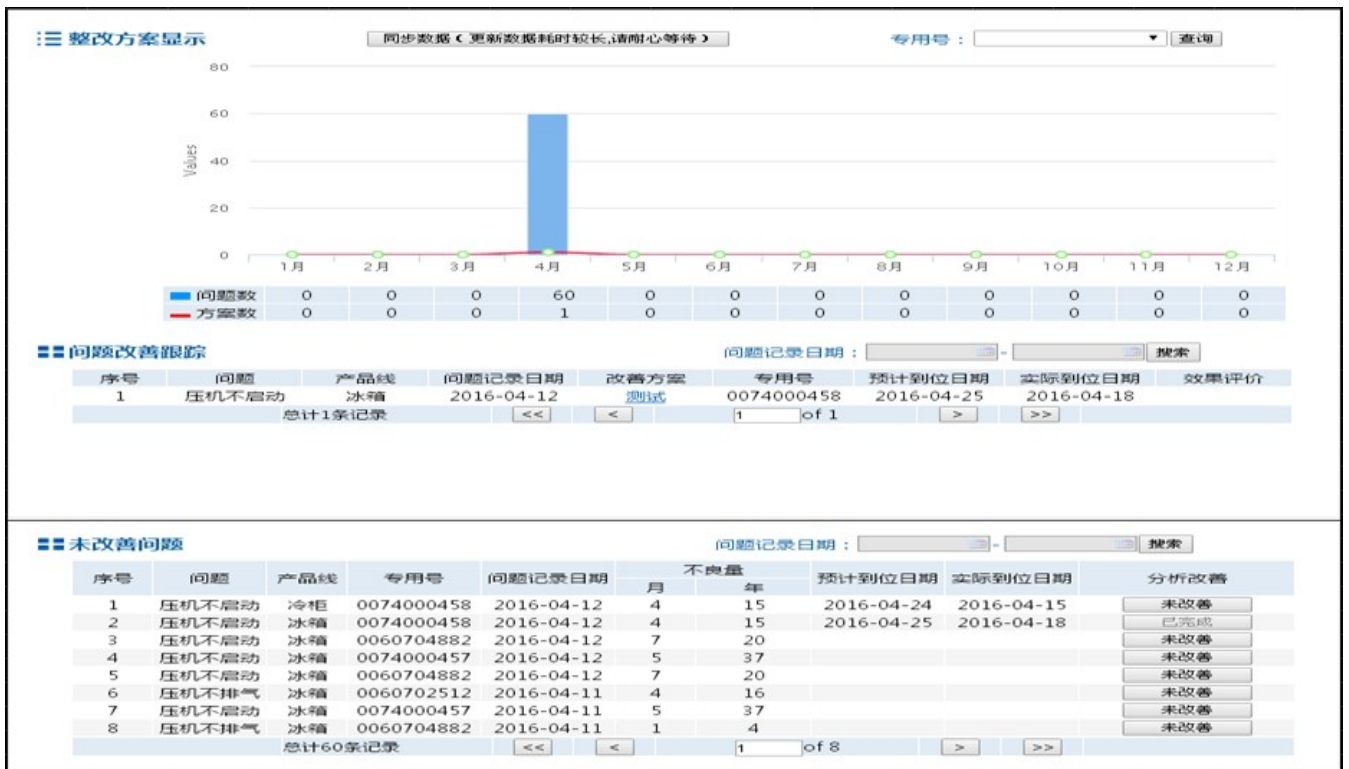 整改方案显示 同步数据(更新数据耗时较长,请耐心等待) 专用号: 查询
80
60
40
20
0
Values
1月 2月 3月 4月 5月 6月 7月 8月 9月 10月 11月 12月
问题数 0 0 0 60 0 0 0 0 0 0 0 0
方案数 0 0 0 1 0 0 0 0 0 0 0 0
问题改善跟踪 问题记录日期: - 搜索
序号 问题 产品线 问题记录日期 改善方案 专用号 预计到位日期 实际到位日期 效果评价
1 压机不启动 冰箱 2016-04-12 测试 0074000458 2016-04-25 2016-04-18
总计1条记录 << < 1 of 1 > >>
未改善问题 问题记录日期: - 搜索
序号 问题 产品线 专用号 问题记录日期 不良量 预计到位日期 实际到位日期 分析改善
月 年
1 压机不启动 冷柜 0074000458 2016-04-12 4 15 2016-04-24 2016-04-15 未改善
2 压机不启动 冰箱 0074000458 2016-04-12 4 15 2016-04-25 2016-04-18 已完成
3 压机不启动 冰箱 0060704882 2016-04-12 7 20 未改善
4 压机不启动 冰箱 0074000457 2016-04-12 5 37 未改善
5 压机不启动 冰箱 0060704882 2016-04-12 7 20 未改善
6 压机不排气 冰箱 0060702512 2016-04-11 4 16 未改善
7 压机不启动 冰箱 0074000457 2016-04-11 5 37 未改善
8 压机不排气 冰箱 0060704882 2016-04-11 1 4 未改善
总计60条记录 << < 1 of 8 > >>